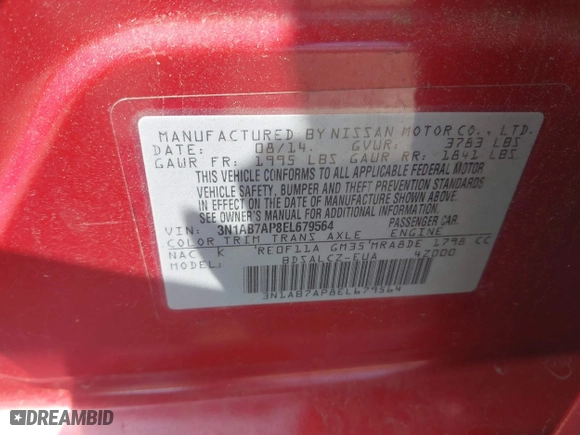 MANUFACTURED BY NISSAN MOTOR CO., LTD.
DATE: 08/14. GVWR: 3783 LBS
GAWR FR: 1995 LBS GAWR RR: 1841 LBS
THIS VEHICLE CONFORMS TO ALL APPLICABLE FEDERAL MOTOR
VEHICLE SAFETY, BUMPER AND THEFT PREVENTION STANDARDS
IN EFFECT ON THE DATE OF MANUFACTURE SHOWN ABOVE.
SEE OWNER'S MANUAL FOR ADDITIONAL INFORMATION.
VIN: 3N1AB7AP8EL679564 PASSENGER CAR
COLOR TRIM TRANS AXLE ENGINE
NAC K RE0F11A GM35 MRA8DE 1798 CC
MODEL: BDSALCZ-EUA 4Z000
3N1AB7AP8EL679564
DREAMBID